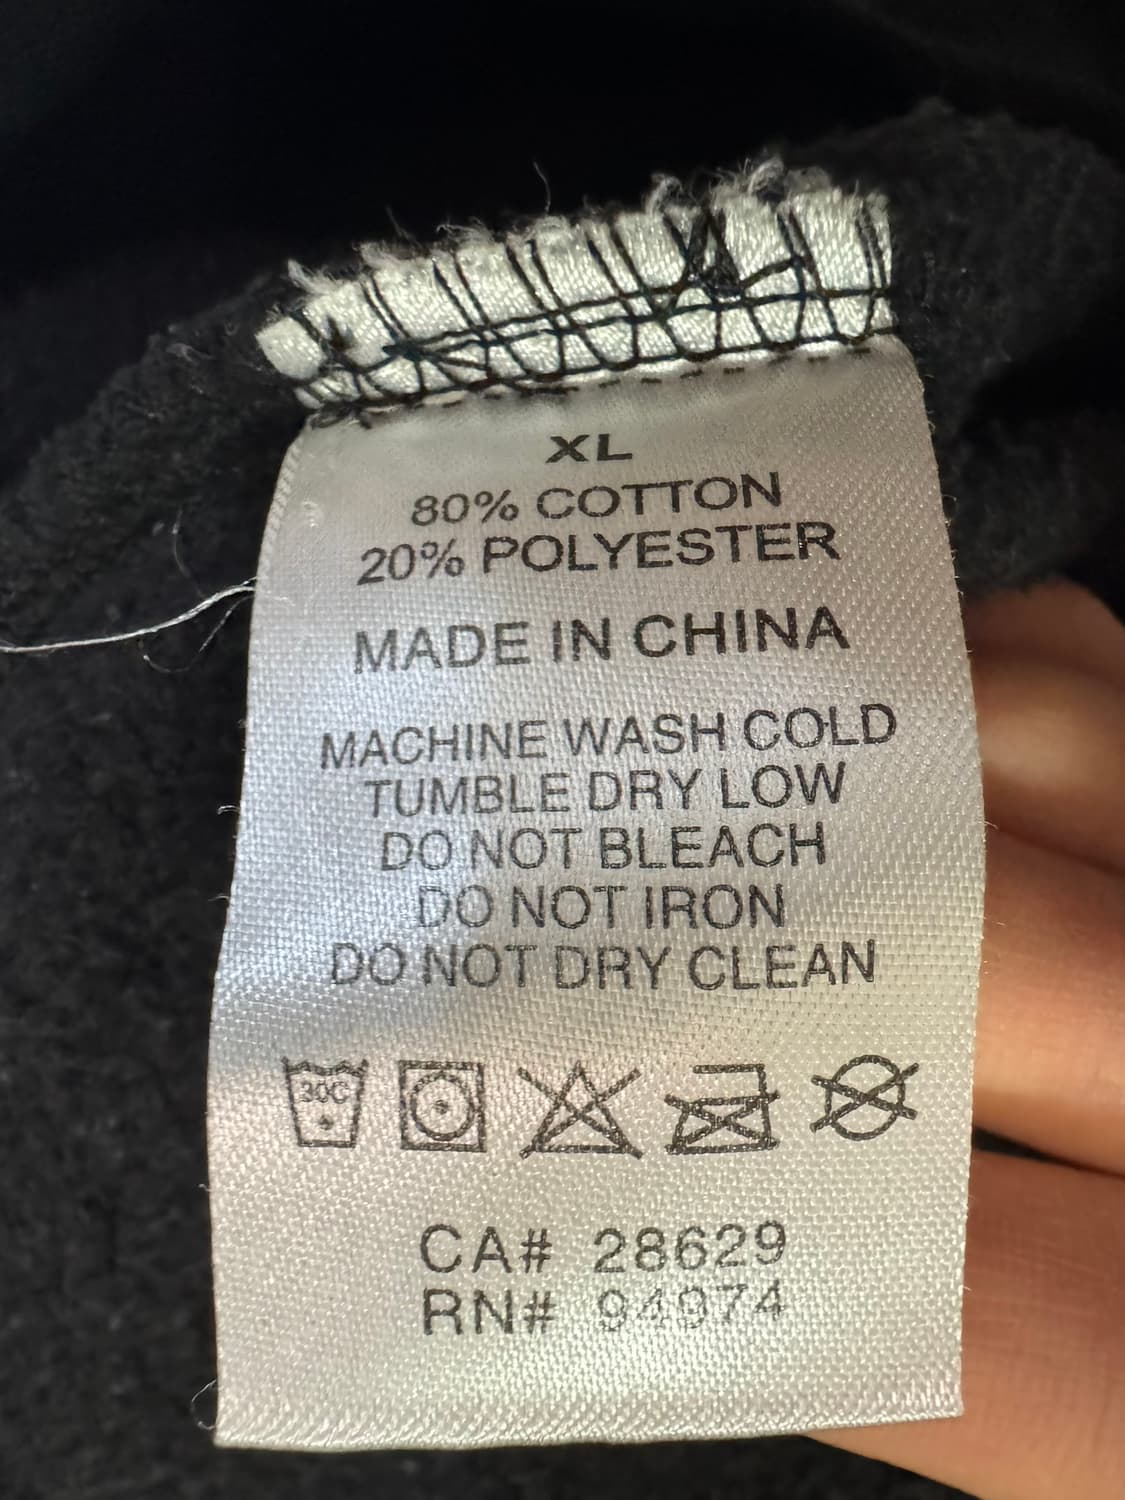 XL
80% COTTON
20% POLYESTER
MADE IN CHINA
MACHINE WASH COLD
TUMBLE DRY LOW
DO NOT BLEACH
DO NOT IRON
DO NOT DRY CLEAN
30C
CA# 28629
RN# 94974